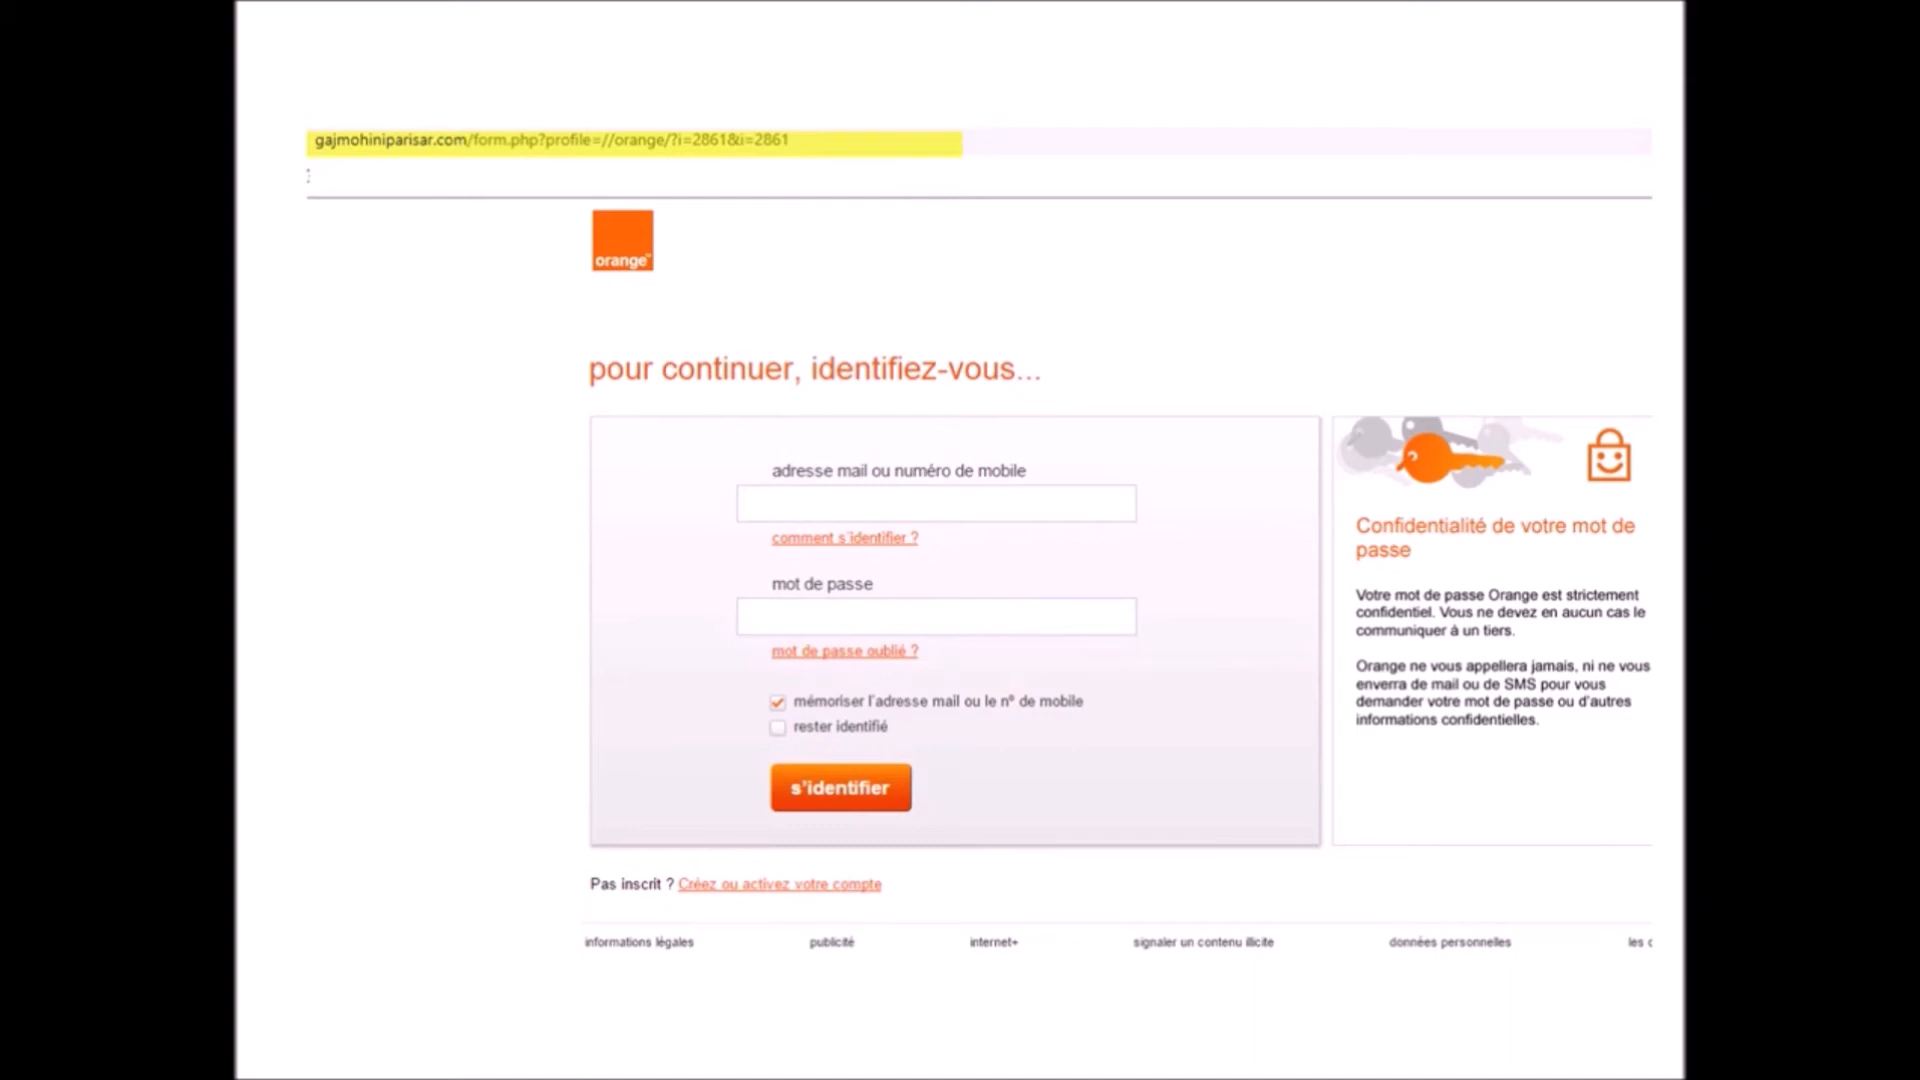 gajmohiniparisar.com/form.php?profile=//orange/?i=2861&i=2861
orange™
pour continuer, identifiez-vous...
adresse mail ou numéro de mobile
comment s'identifier ?
mot de passe
mot de passe oublié ?
mémoriser l'adresse mail ou le n° de mobile
rester identifié
s'identifier
Confidentialité de votre mot de
passe
Votre mot de passe Orange est strictement
confidentiel. Vous ne devez en aucun cas le
communiquer à un tiers.
Orange ne vous appellera jamais, ni ne vous
enverra de mail ou de SMS pour vous
demander votre mot de passe ou d'autres
informations confidentielles.
Pas inscrit ? Créez ou activez votre compte
informations légales publicité internet+ signaler un contenu illicite données personnelles les